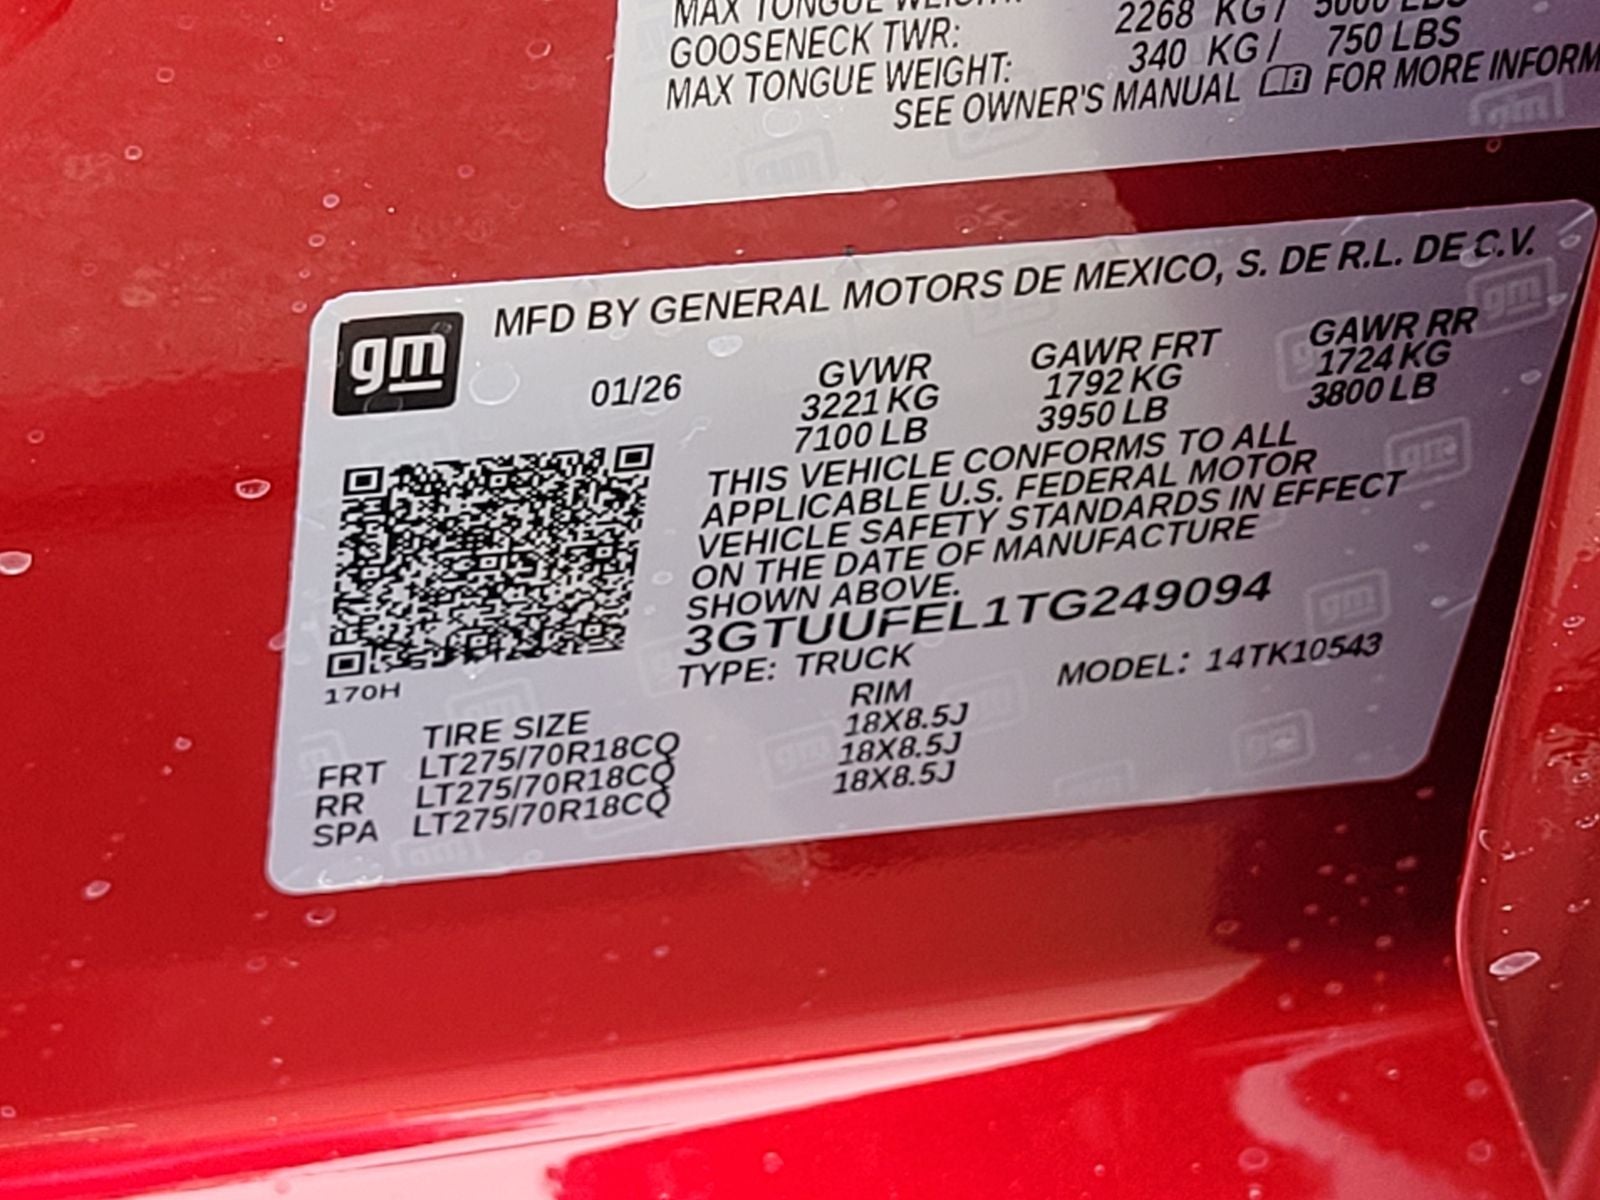 MAX TONGUE WEIGHT:
GOOSENECK TWR: 2268 KG / 5000 LBS
MAX TONGUE WEIGHT: 340 KG / 750 LBS
SEE OWNER'S MANUAL FOR MORE
gm
MFD BY GENERAL MOTORS DE MEXICO, S. DE R.L. DE C.V.
01/26
GVWR GAWR FRT GAWR RR
3221 KG 1792 KG 1724 KG
7100 LB 3950 LB 3800 LB
THIS VEHICLE CONFORMS TO ALL
APPLICABLE U.S. FEDERAL MOTOR
VEHICLE SAFETY STANDARDS IN EFFECT
ON THE DATE OF MANUFACTURE
SHOWN ABOVE.
3GTUUFEL1TG249094
TYPE: TRUCK MODEL: 14TK10543
170H
TIRE SIZE RIM
FRT LT275/70R18CQ 18X8.5J
RR LT275/70R18CQ 18X8.5J
SPA LT275/70R18CQ 18X8.5J